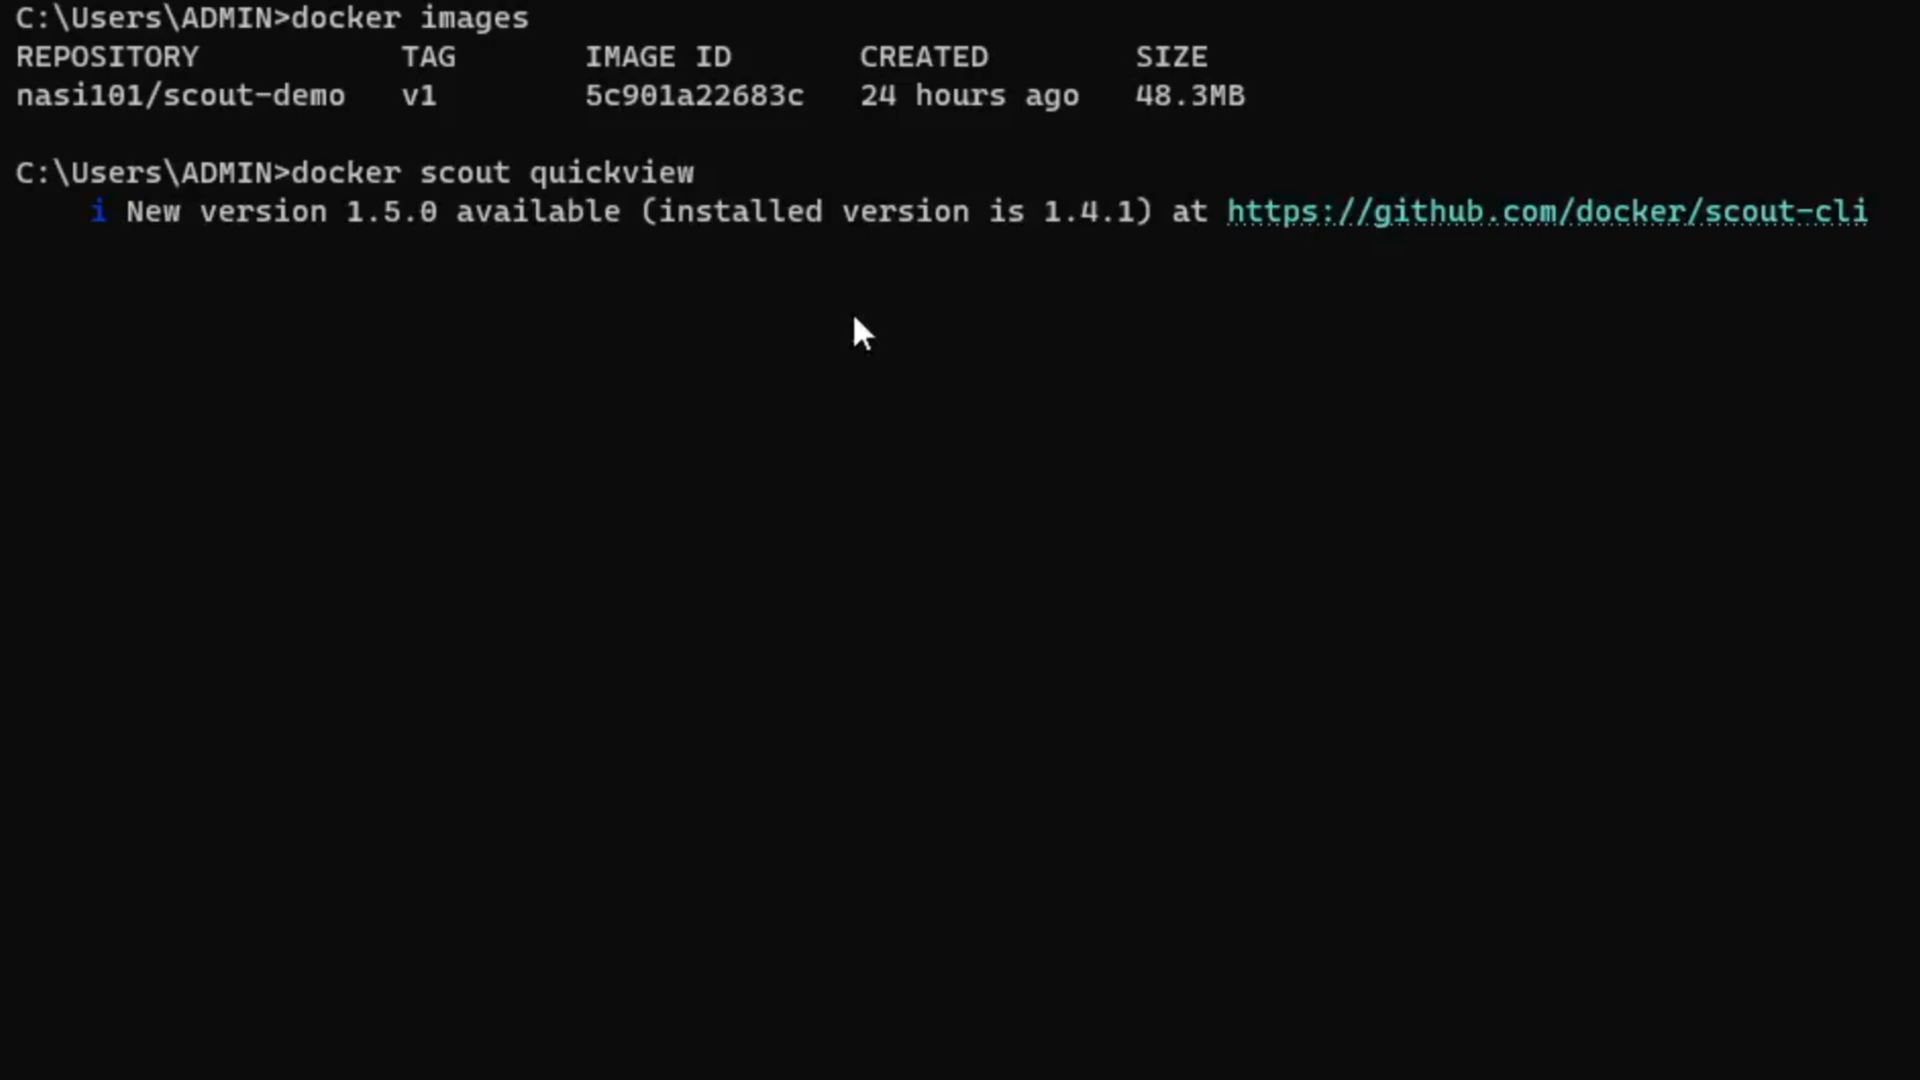 C:\Users\ADMIN>docker images
REPOSITORY TAG IMAGE ID CREATED SIZE
nasi101/scout-demo v1 5c901a22683c 24 hours ago 48.3MB
C:\Users\ADMIN>docker scout quickview
i New version 1.5.0 available (installed version is 1.4.1) at https://github.com/docker/scout-cli